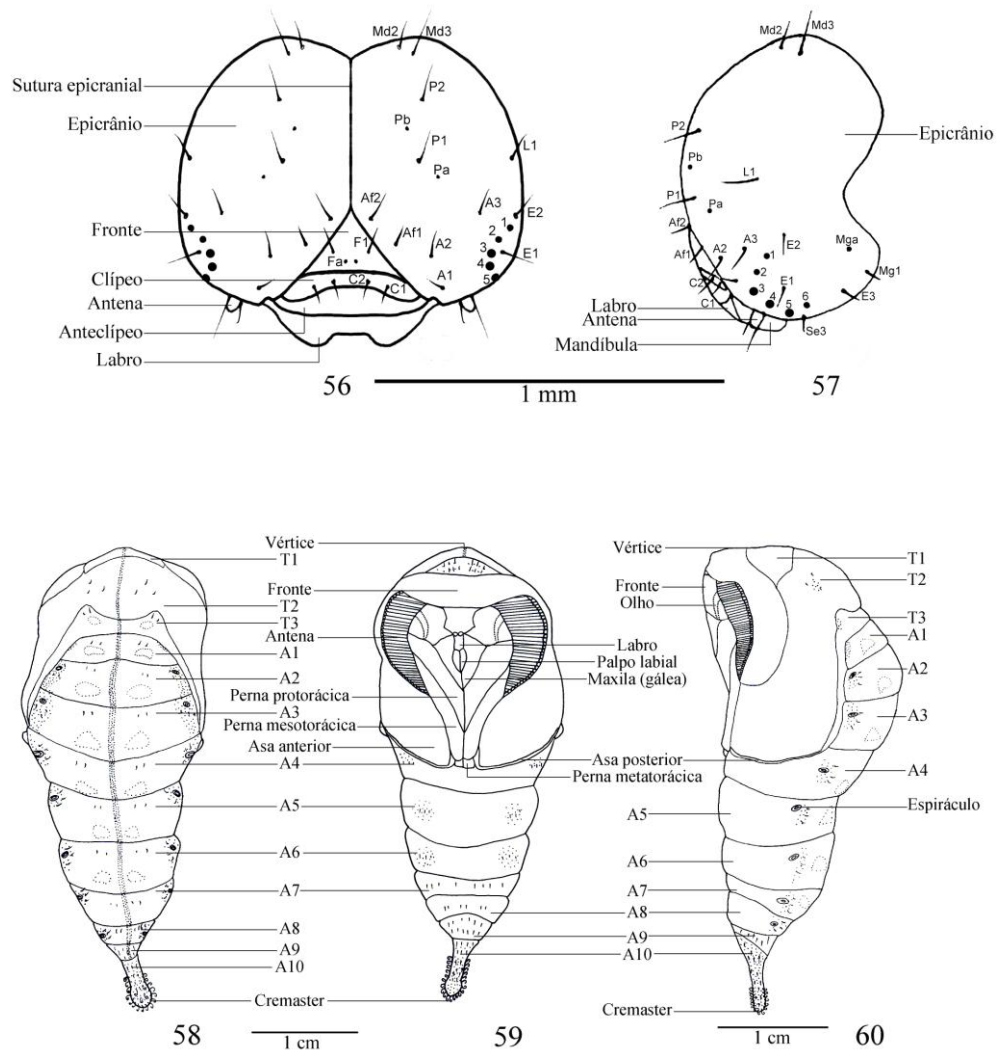 Md2 Md3
Sutura epicranial
P2
Epicrânio
Pb
P1
L1
Pa
Af2
A3
E2
1
2
Fronte
F1
Af1
A2
3
E1
Fa
4
Clípeo
C2
C1
A1
5
Antena
Anteclípeo
Labro
56
Md2 Md3
P2
Epicrânio
Pb
L1
P1
Pa
Af2
A3
E2
Af1
A2
1
Mga
2
C2
E1
Mg1
3
C1
4
5
6
E3
Labro
Antena
Se3
Mandíbula
57
1 mm
T1
T2
T3
A1
A2
A3
A4
A5
A6
A7
A8
A9
A10
58
1 cm
Vértice
Fronte
Antena
Labro
Palpo labial
Maxila (gálea)
Perna protorácica
Perna mesotorácica
Asa anterior
Asa posterior
Perna metatorácica
Cremaster
59
A8
A9
A10
Vértice
T1
Fronte
T2
Olho
T3
A1
A2
A3
A4
Espiráculo
A5
A6
A7
Cremaster
1 cm
60